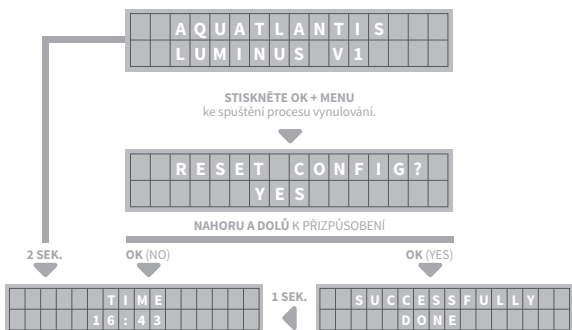 AQUATLANTIS
LUMINUS V1
STISKNĚTE OK + MENU
ke spuštění procesu vynulování.
RESET CONFIG?
YES
NAHORU A DOLŮ K PŘIZPŮSOBENÍ
2 SEK.
OK (NO)
OK (YES)
TIME
16:43
1 SEK.
SUCCESSFULLY
DONE